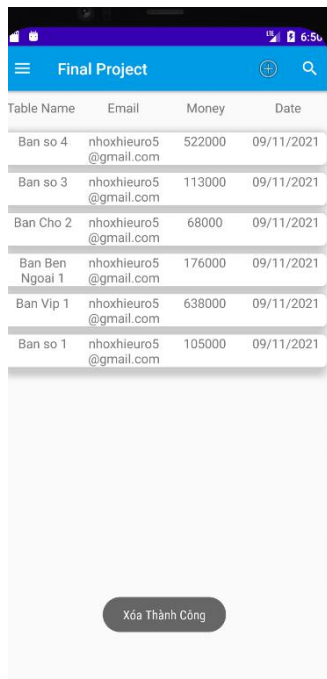 LTE 6:50
Final Project
Table Name Email Money Date
Ban so 4 nhoxhieuro5 522000 09/11/2021
@gmail.com
Ban so 3 nhoxhieuro5 113000 09/11/2021
@gmail.com
Ban Cho 2 nhoxhieuro5 68000 09/11/2021
@gmail.com
Ban Ben nhoxhieuro5 176000 09/11/2021
Ngoai 1 @gmail.com
Ban Vip 1 nhoxhieuro5 638000 09/11/2021
@gmail.com
Ban so 1 nhoxhieuro5 105000 09/11/2021
@gmail.com
Xóa Thành Công